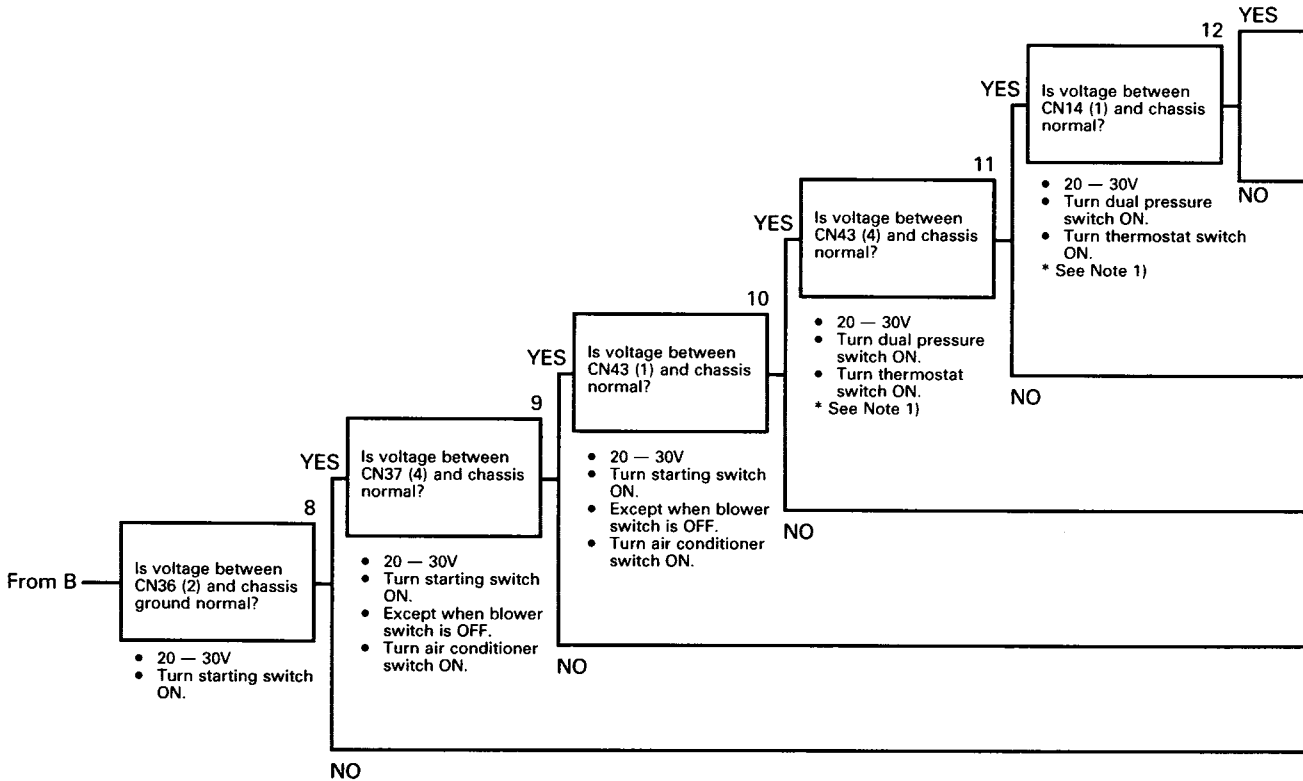 From B
8
Is voltage between
CN36 (2) and chassis
ground normal?
• 20 — 30V
• Turn starting switch
ON.
YES
NO
9
Is voltage between
CN37 (4) and chassis
normal?
• 20 — 30V
• Turn starting switch
ON.
• Except when blower
switch is OFF.
• Turn air conditioner
switch ON.
YES
NO
10
Is voltage between
CN43 (1) and chassis
normal?
• 20 — 30V
• Turn starting switch
ON.
• Except when blower
switch is OFF.
• Turn air conditioner
switch ON.
YES
NO
11
Is voltage between
CN43 (4) and chassis
normal?
• 20 — 30V
• Turn dual pressure
switch ON.
• Turn thermostat
switch ON.
* See Note 1)
YES
NO
12
Is voltage between
CN14 (1) and chassis
normal?
• 20 — 30V
• Turn dual pressure
switch ON.
• Turn thermostat switch
ON.
* See Note 1)
YES
NO